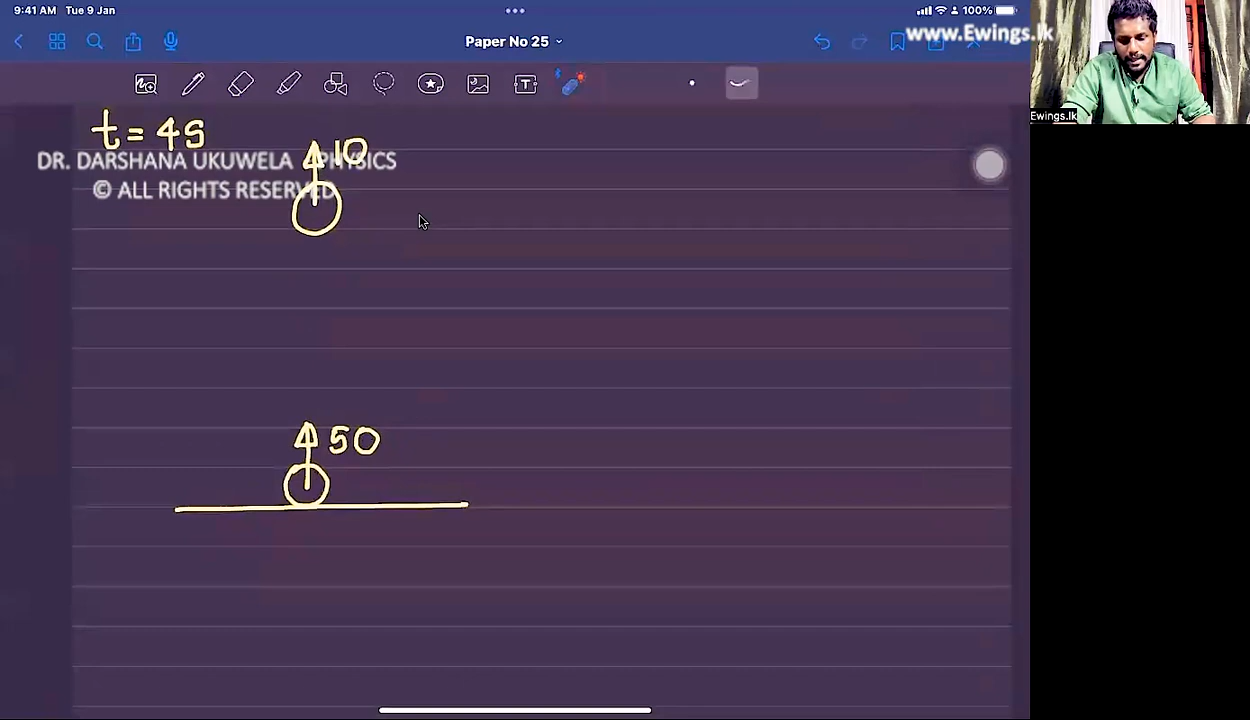 9:41 AM Tue 9 Jan
100%
Paper No 25
www.Ewings.lk
Ewings.lk
t = 4s
10
DR. DARSHANA UKUWELA PHYSICS
© ALL RIGHTS RESERVED
50